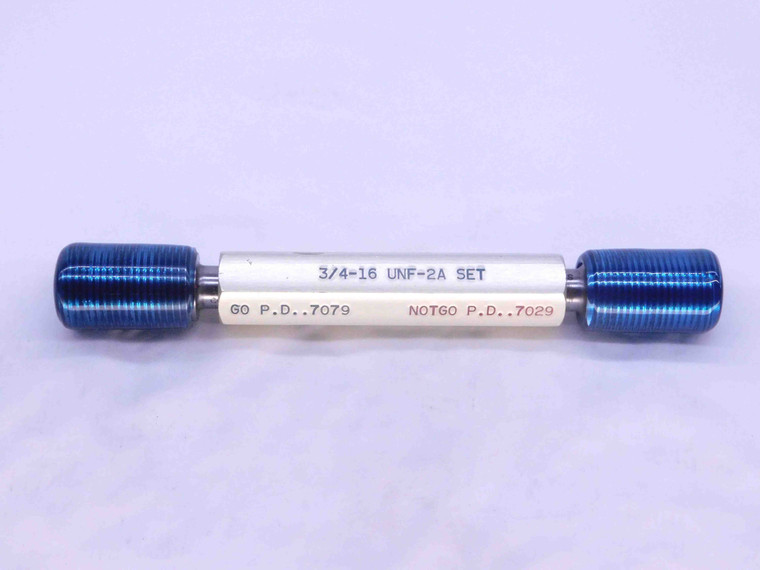 3/4-16 UNF-2A SET
GO P.D..7079 NOTGO P.D..7029